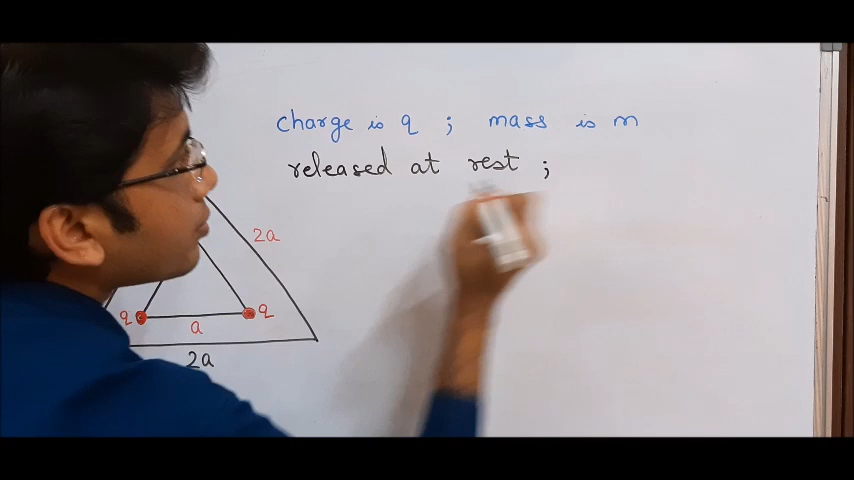 charge is q ; mass is m
released at rest ;
2a
q q
a
2a